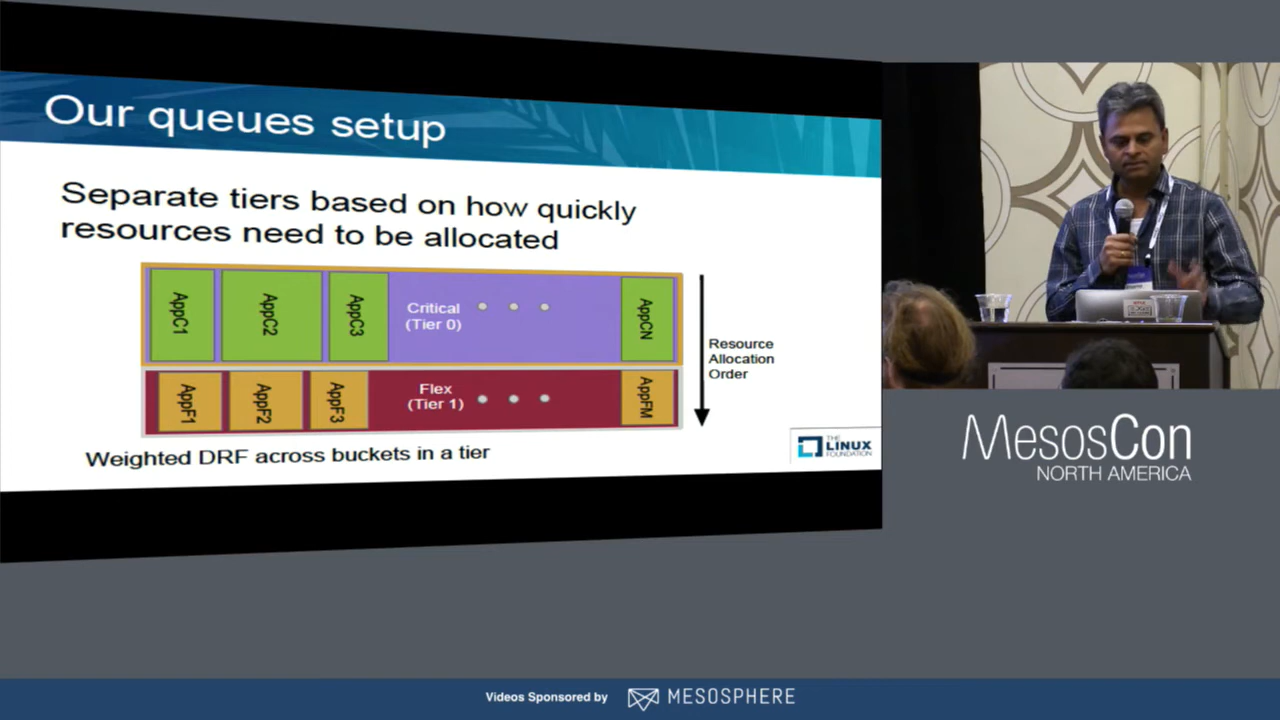 Our queues setup
Separate tiers based on how quickly
resources need to be allocated
AppC1
AppC2
AppC3
Critical
(Tier 0)
AppCN
AppF1
AppF2
AppF3
Flex
(Tier 1)
AppFM
Resource
Allocation
Order
Weighted DRF across buckets in a tier
THE
LINUX
FOUNDATION
MesosCon
NORTH AMERICA
Videos Sponsored by
MESOSPHERE